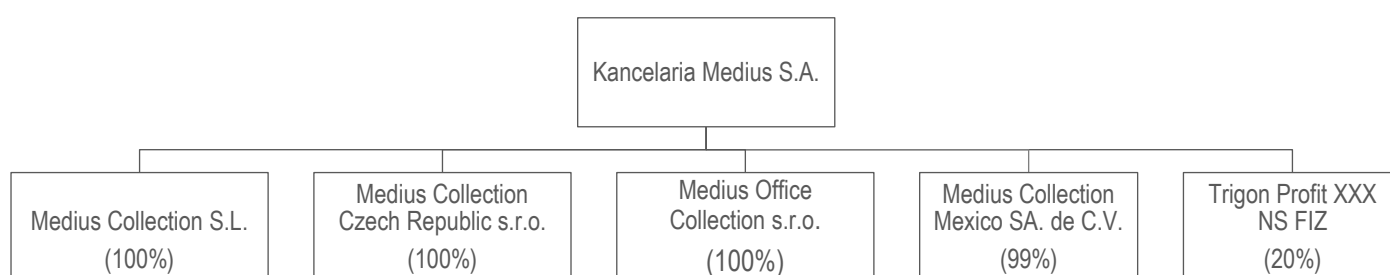 Kancelaria Medius S.A.
Medius Collection S.L.
(100%)
Medius Collection
Czech Republic s.r.o.
(100%)
Medius Office
Collection s.r.o.
(100%)
Medius Collection
Mexico SA. de C.V.
(99%)
Trigon Profit XXX
NS FIZ
(20%)